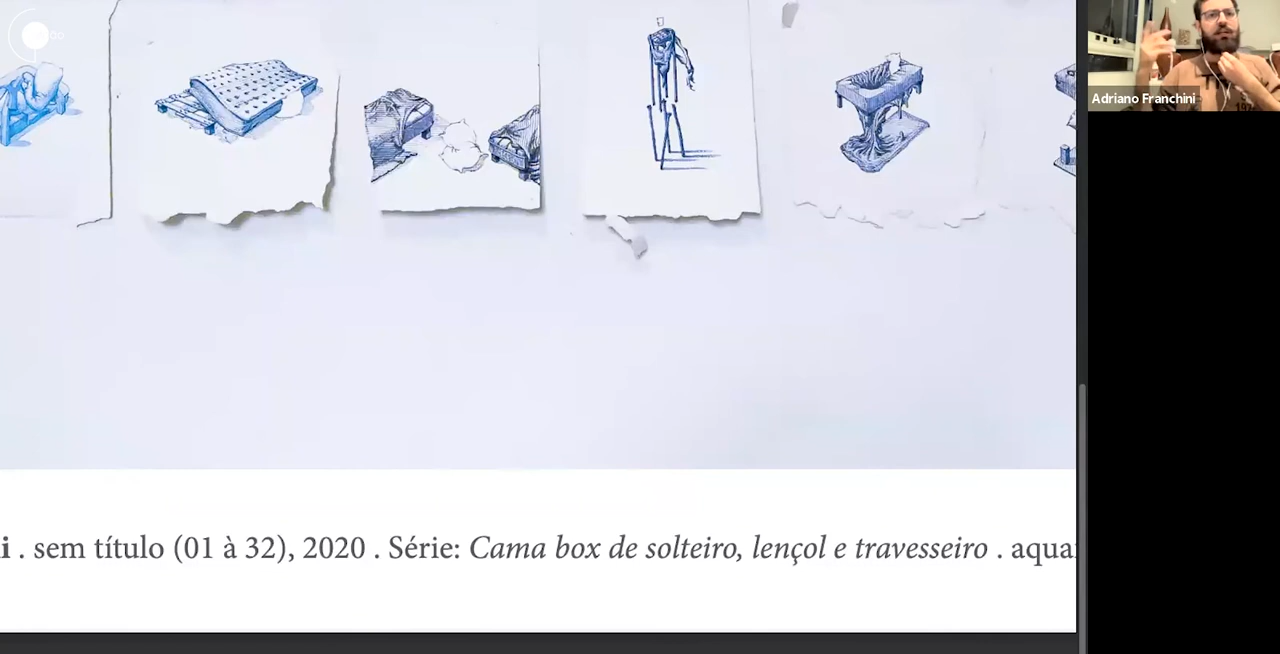 Adriano Franchini
i . sem título (01 à 32), 2020 . Série: Cama box de solteiro, lençol e travesseiro . aqua